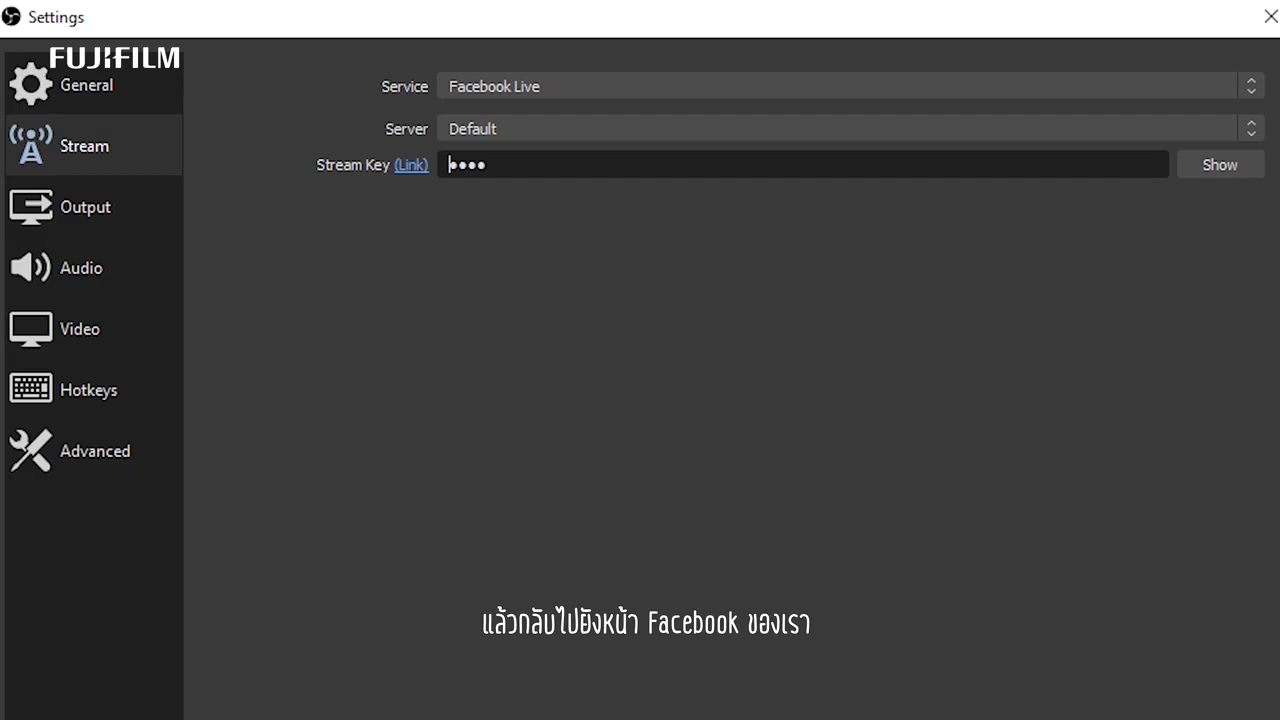 Settings
FUJIFILM
General
Stream
Output
Audio
Video
Hotkeys
Advanced
Service Facebook Live
Server Default
Stream Key (Link) •••• Show
แล้วกลับไปยังหน้า Facebook ของเรา